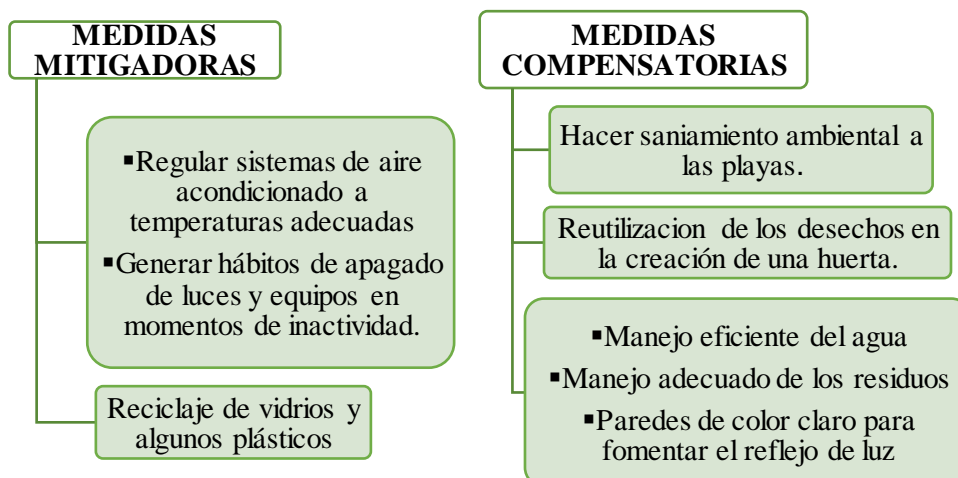 MEDIDAS
MITIGADORAS
▪Regular sistemas de aire
acondicionado a
temperaturas adecuadas
▪Generar hábitos de apagado
de luces y equipos en
momentos de inactividad.
Reciclaje de vidrios y
algunos plásticos
MEDIDAS
COMPENSATORIAS
Hacer saniamiento ambiental a
las playas.
Reutilizacion de los desechos en
la creación de una huerta.
▪Manejo eficiente del agua
▪Manejo adecuado de los residuos
▪Paredes de color claro para
fomentar el reflejo de luz